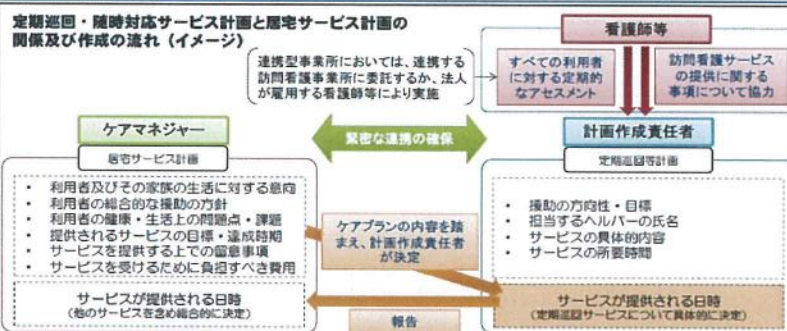 定期巡回・随時対応サービス計画と居宅サービス計画の
関係及び作成の流れ（イメージ）
看護師等
連携型事業所においては、連携する
訪問看護事業所に委託するか、法人
が雇用する看護師等により実施
すべての利用者
に対する定期的
なアセスメント
訪問看護サービス
の提供に関する
事項について協力
ケアマネジャー
緊密な連携の確保
計画作成責任者
居宅サービス計画
定期巡回等計画
・ 利用者及びその家族の生活に対する意向
・ 利用者の総合的な援助の方針
・ 利用者の健康・生活上の問題点・課題
・ 提供されるサービスの目標・達成時期
・ サービスを提供する上での留意事項
・ サービスを受けるために負担すべき費用
ケアプランの内容を踏
まえ、計画作成責任者
が決定
・ 援助の方向性・目標
・ 担当するヘルパーの氏名
・ サービスの具体的内容
・ サービスの所要時間
サービスが提供される日時
（他のサービスを含め総合的に決定）
サービスが提供される日時
（定期巡回サービスについて具体的に決定）
報告